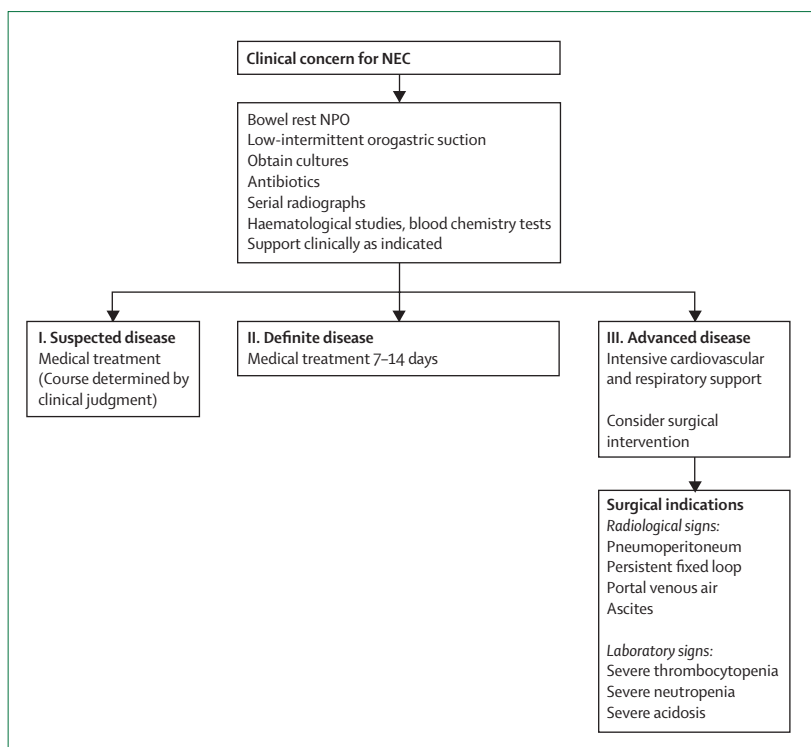 Clinical concern for NEC
Bowel rest NPO
Low-intermittent orogastric suction
Obtain cultures
Antibiotics
Serial radiographs
Haematological studies, blood chemistry tests
Support clinically as indicated
I. Suspected disease
Medical treatment
(Course determined by
clinical judgment)
II. Definite disease
Medical treatment 7–14 days
III. Advanced disease
Intensive cardiovascular
and respiratory support
Consider surgical
intervention
Surgical indications
Radiological signs:
Pneumoperitoneum
Persistent fixed loop
Portal venous air
Ascites
Laboratory signs:
Severe thrombocytopenia
Severe neutropenia
Severe acidosis